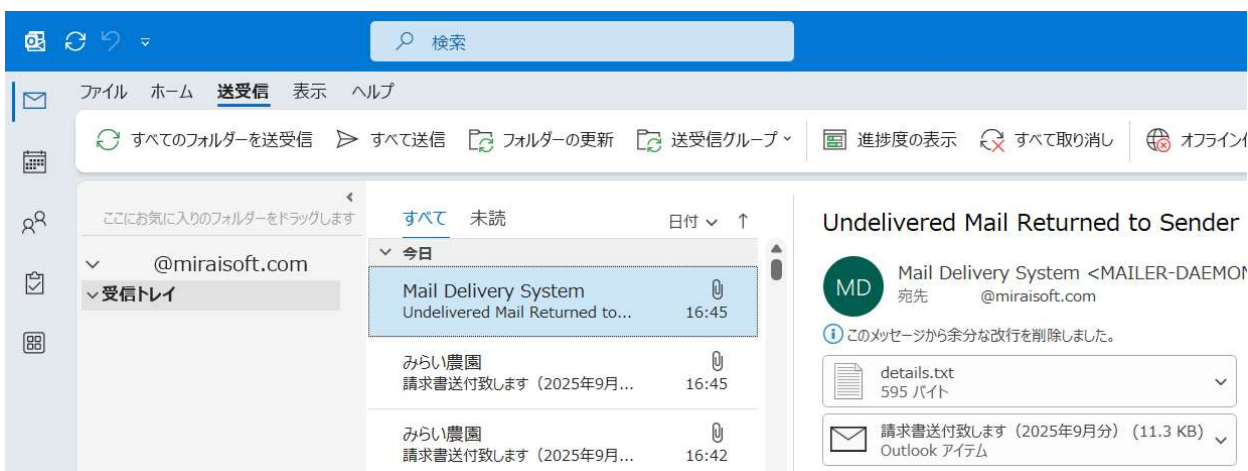 検索
ファイル ホーム 送受信 表示 ヘルプ
すべてのフォルダーを送受信 すべて送信 フォルダーの更新 送受信グループ 進捗度の表示 すべて取り消し オフライン
ここにお気に入りのフォルダーをドラッグします
@miraisoft.com
受信トレイ
すべて 未読 日付
今日
Mail Delivery System
Undelivered Mail Returned to... 16:45
みらい農園
請求書送付致します（2025年9月... 16:45
みらい農園
請求書送付致します（2025年9月... 16:42
Undelivered Mail Returned to Sender
MD
Mail Delivery System <MAILER-DAEMON
宛先 @miraisoft.com
このメッセージから余分な改行を削除しました。
details.txt
595 バイト
請求書送付致します（2025年9月分） (11.3 KB)
Outlook アイテム